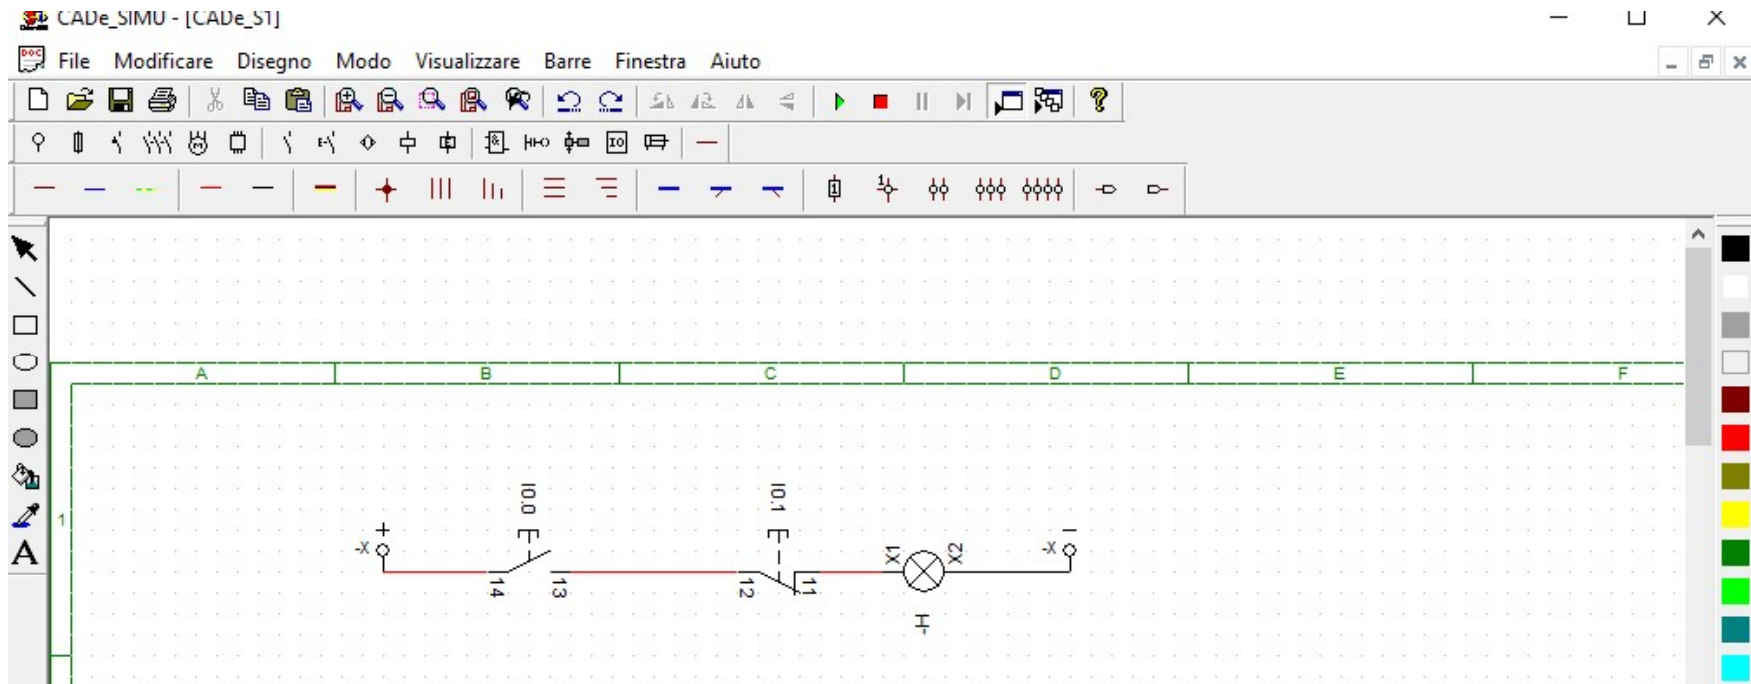 CADe_SIMU - [CADe_S1]
DOC File Modificare Disegno Modo Visualizzare Barre Finestra Aiuto
A B C D E F
1
I0.0 I0.1
+ -X 14 13 12 11 X1 X2 -X -
-H